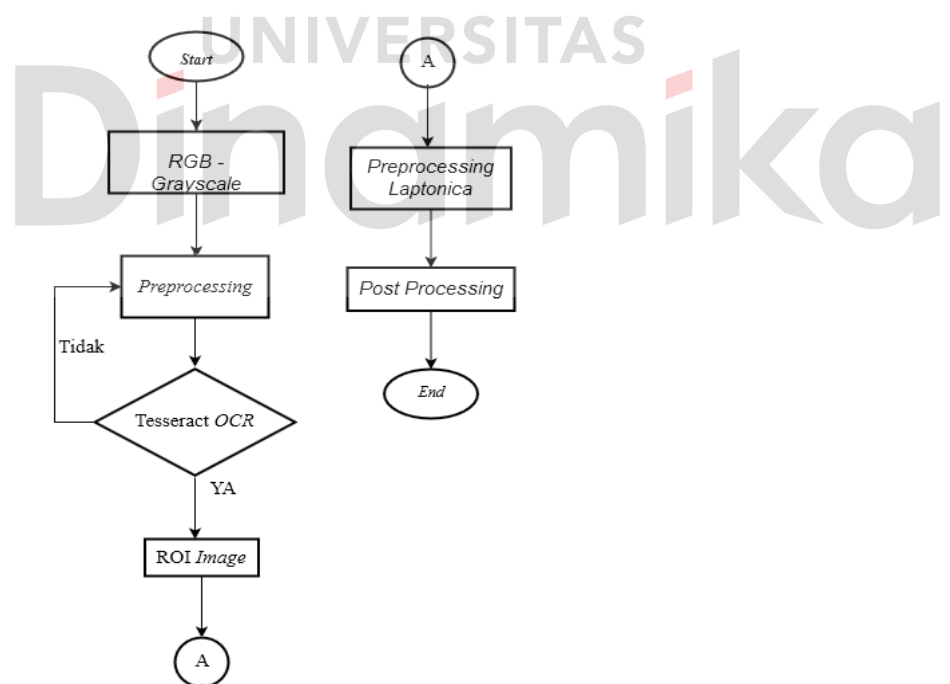 UNIVERSITAS
Dinamika
Start
RGB -
Grayscale
Preprocessing
Tidak
Tesseract OCR
YA
ROI Image
A
A
Preprocessing
Laptonica
Post Processing
End